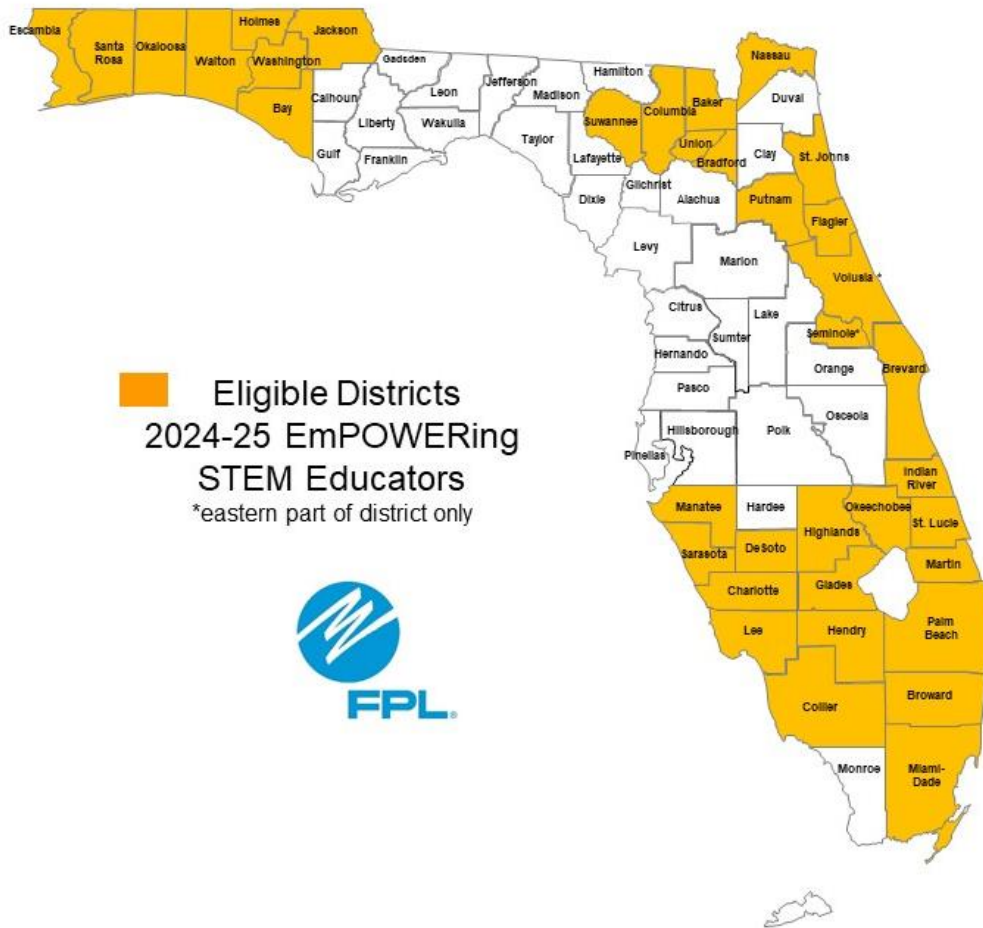 Escambia
Santa
Rosa
Okaloosa
Walton
Holmes
Washington
Jackson
Bay
Calhoun
Gulf
Gadsden
Liberty
Franklin
Leon
Wakulla
Jefferson
Madison
Taylor
Hamilton
Suwannee
Lafayette
Dixie
Columbia
Baker
Union
Bradford
Gilchrist
Alachua
Levy
Nassau
Duval
Clay
St. Johns
Putnam
Flagler
Marion
Volusia*
Citrus
Sumter
Lake
Seminole*
Hernando
Orange
Brevard
Pasco
Osceola
Hillsborough
Polk
Pinellas
Eligible Districts
2024-25 EmPOWERing
STEM Educators
*eastern part of district only
FPL®
Indian
River
Manatee
Hardee
Okeechobee
St. Lucie
Highlands
Sarasota
DeSoto
Martin
Charlotte
Glades
Lee
Hendry
Palm
Beach
Collier
Broward
Monroe
Miami-
Dade